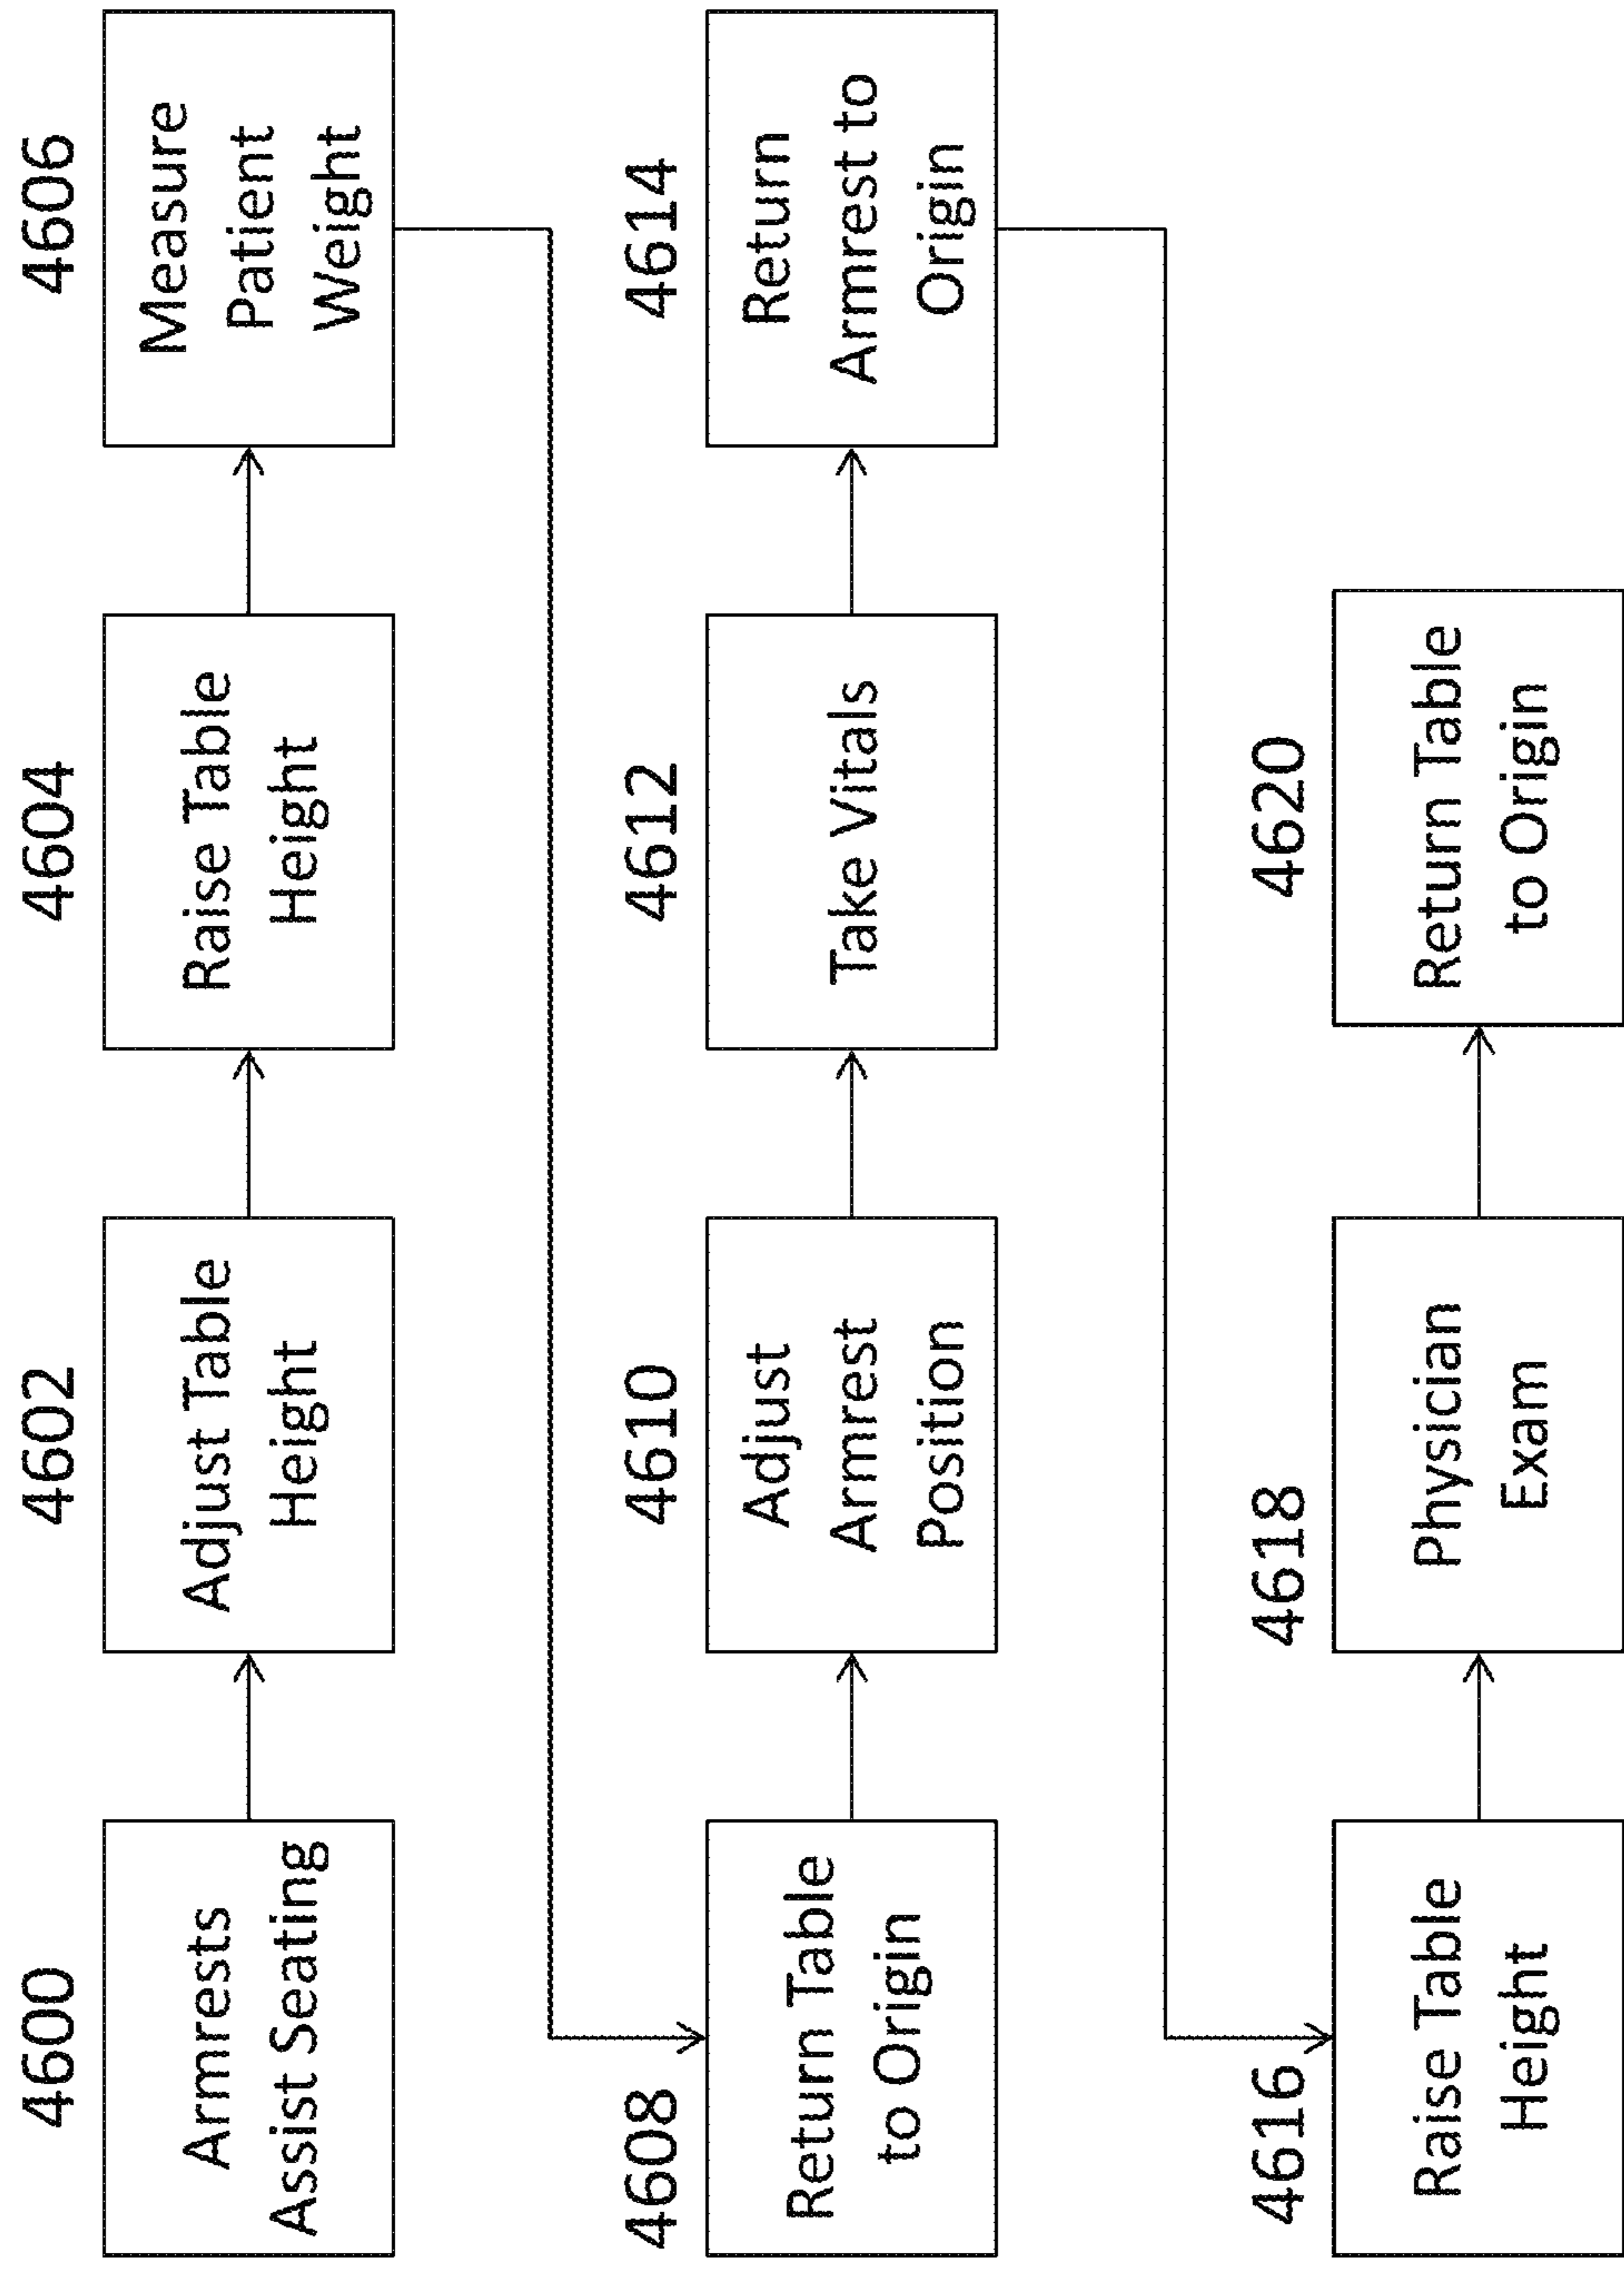 4600
Armrests
Assist Seating
4602
Adjust Table
Height
4604
Raise Table
Height
4606
Measure
Patient
Weight
4608
Return Table
to Origin
4610
Adjust
Armrest
Position
4612
Take Vitals
4614
Return
Armrest to
Origin
4616
Raise Table
Height
4618
Physician
Exam
4620
Return Table
to Origin